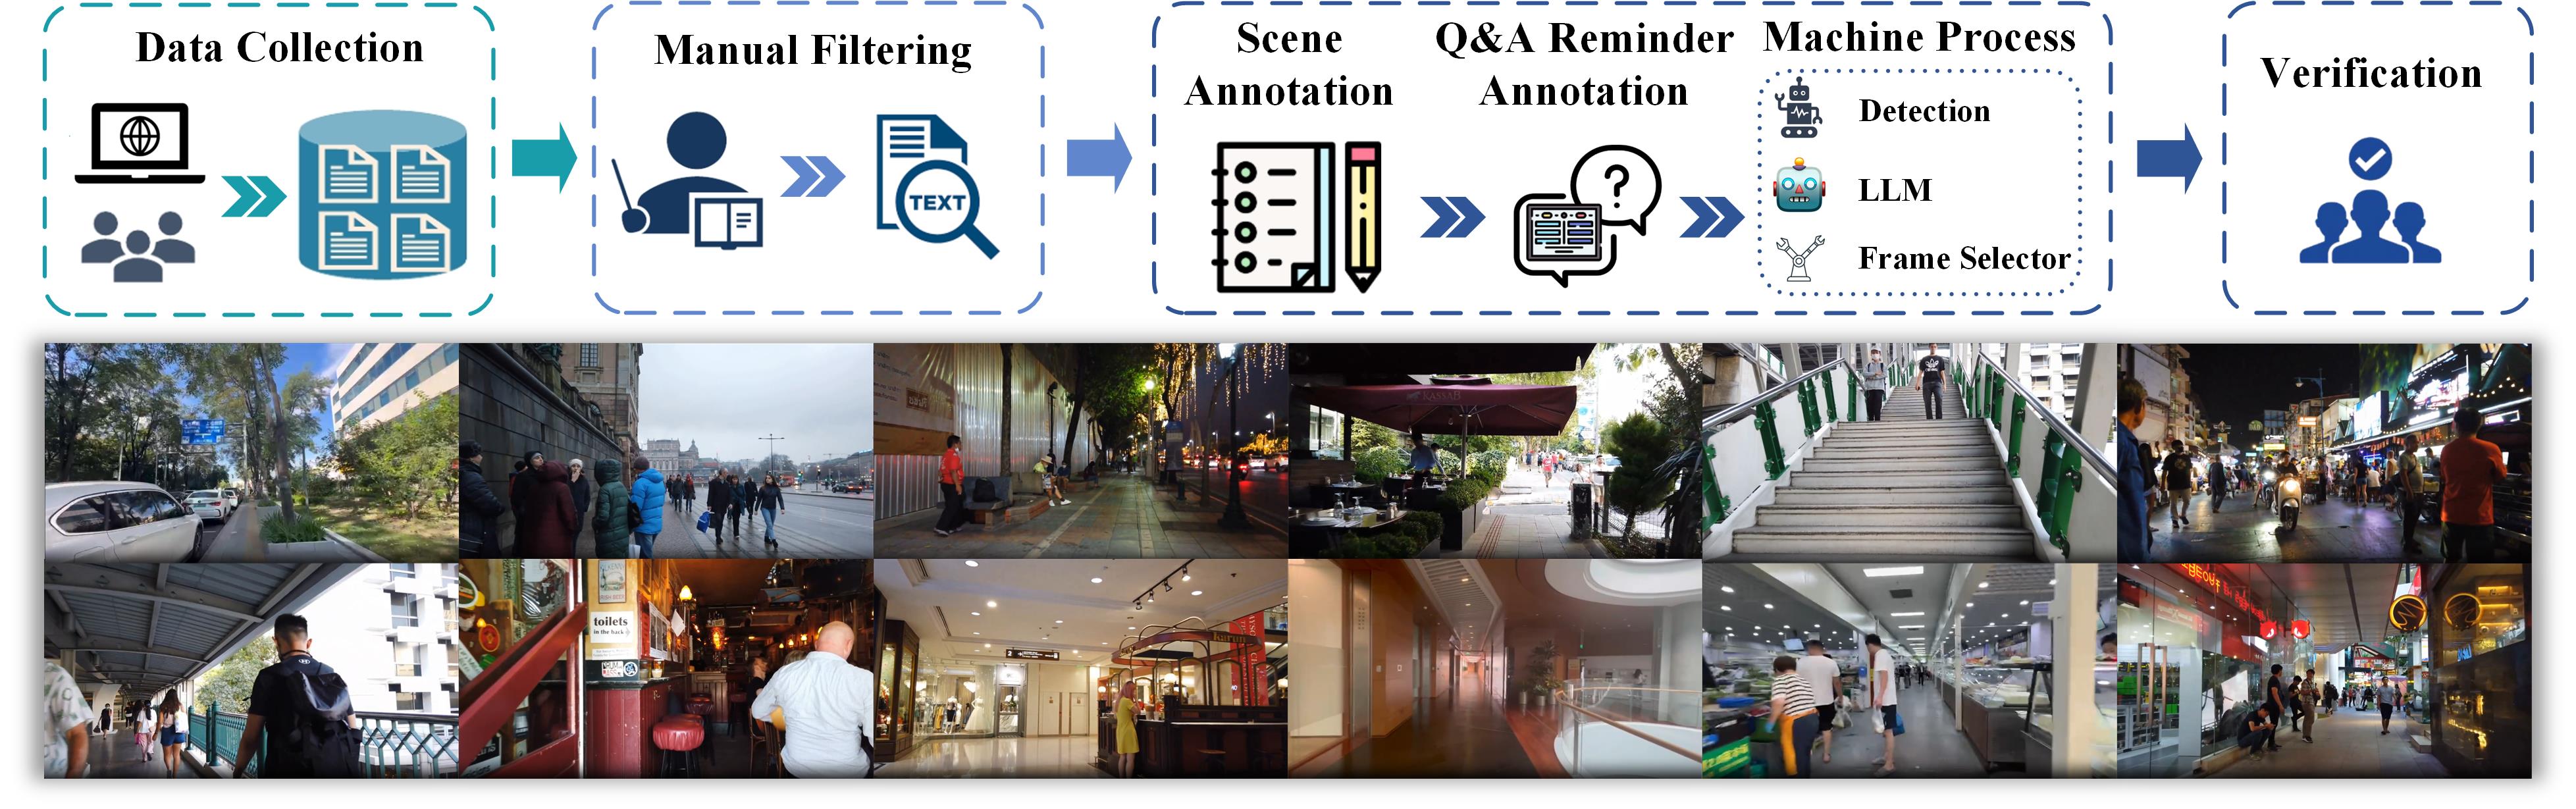 Data Collection
Manual Filtering
TEXT
Scene
Annotation
Q&A Reminder
Annotation
?
Machine Process
Detection
LLM
Frame Selector
Verification
KASSAB
toilets
in the back